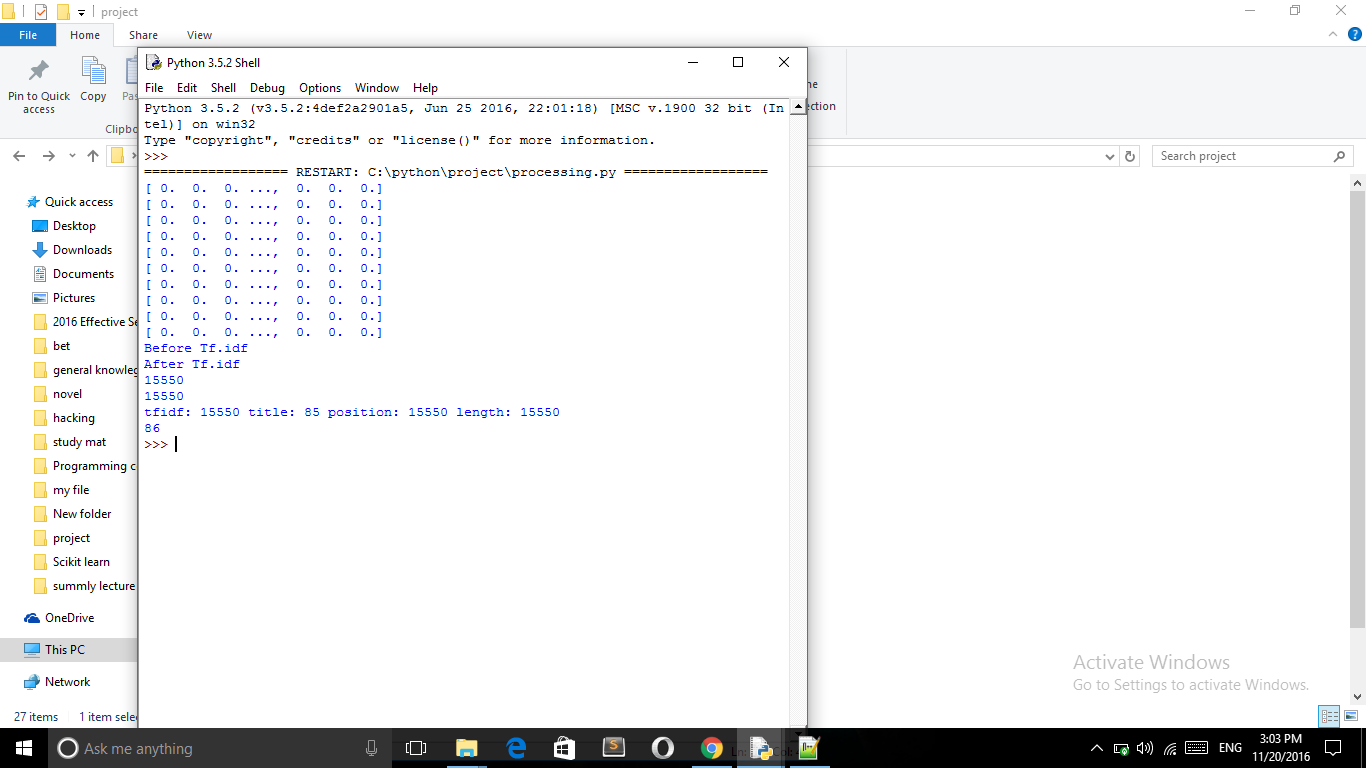 project
File Home Share View
Pin to Quick access
Copy
Pas
Clipbo
me
ction
Search project
Quick access
Desktop
Downloads
Documents
Pictures
2016 Effective Se
bet
general knowleg
novel
hacking
study mat
Programming c
my file
New folder
project
Scikit learn
summly lecture
OneDrive
This PC
Network
27 items 1 item sele
Python 3.5.2 Shell
File Edit Shell Debug Options Window Help
Python 3.5.2 (v3.5.2:4def2a2901a5, Jun 25 2016, 22:01:18) [MSC v.1900 32 bit (In
tel)] on win32
Type "copyright", "credits" or "license()" for more information.
>>>
================== RESTART: C:\python\project\processing.py ==================
[ 0. 0. 0. ..., 0. 0. 0.]
[ 0. 0. 0. ..., 0. 0. 0.]
[ 0. 0. 0. ..., 0. 0. 0.]
[ 0. 0. 0. ..., 0. 0. 0.]
[ 0. 0. 0. ..., 0. 0. 0.]
[ 0. 0. 0. ..., 0. 0. 0.]
[ 0. 0. 0. ..., 0. 0. 0.]
[ 0. 0. 0. ..., 0. 0. 0.]
[ 0. 0. 0. ..., 0. 0. 0.]
[ 0. 0. 0. ..., 0. 0. 0.]
Before Tf.idf
After Tf.idf
15550
15550
tfidf: 15550 title: 85 position: 15550 length: 15550
86
>>>
Activate Windows
Go to Settings to activate Windows.
Ask me anything
ENG
3:03 PM
11/20/2016